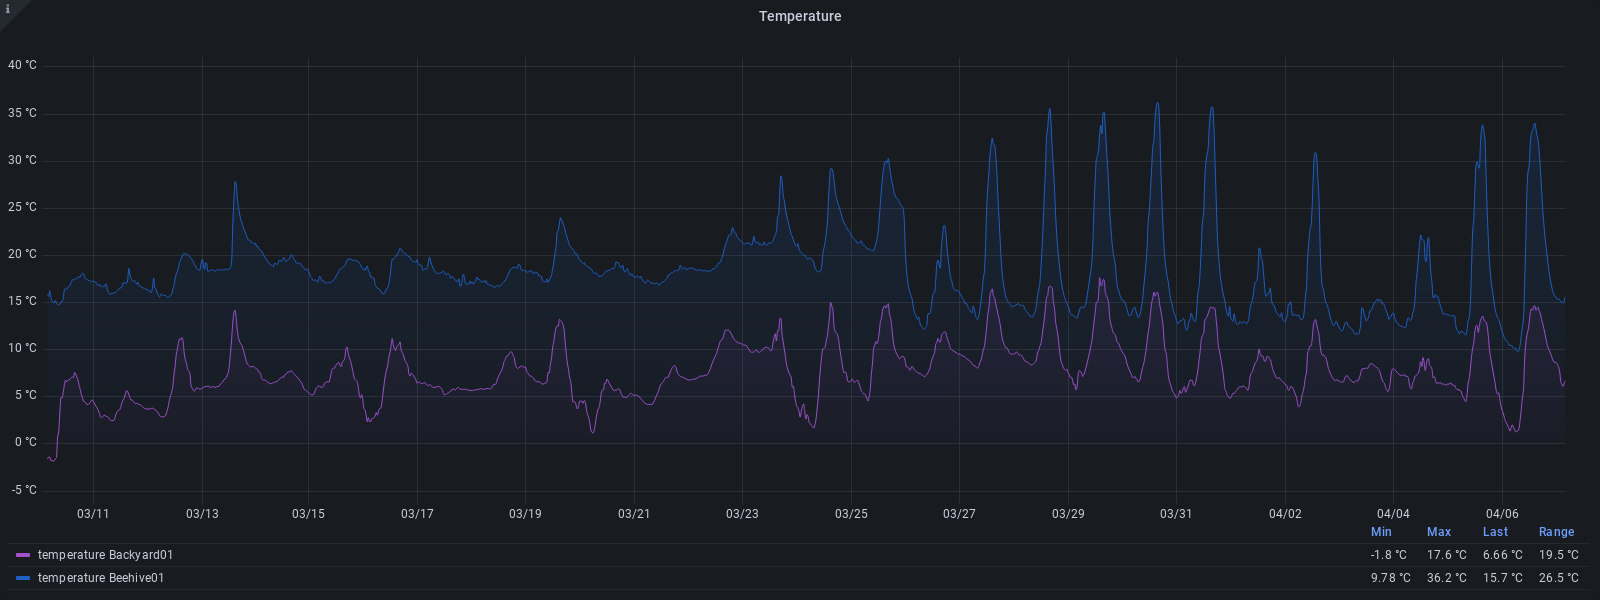 i
Temperature
40 °C
35 °C
30 °C
25 °C
20 °C
15 °C
10 °C
5 °C
0 °C
-5 °C
03/11 03/13 03/15 03/17 03/19 03/21 03/23 03/25 03/27 03/29 03/31 04/02 04/04 04/06
Min Max Last Range
temperature Backyard01 -1.8 °C 17.6 °C 6.66 °C 19.5 °C
temperature Beehive01 9.78 °C 36.2 °C 15.7 °C 26.5 °C